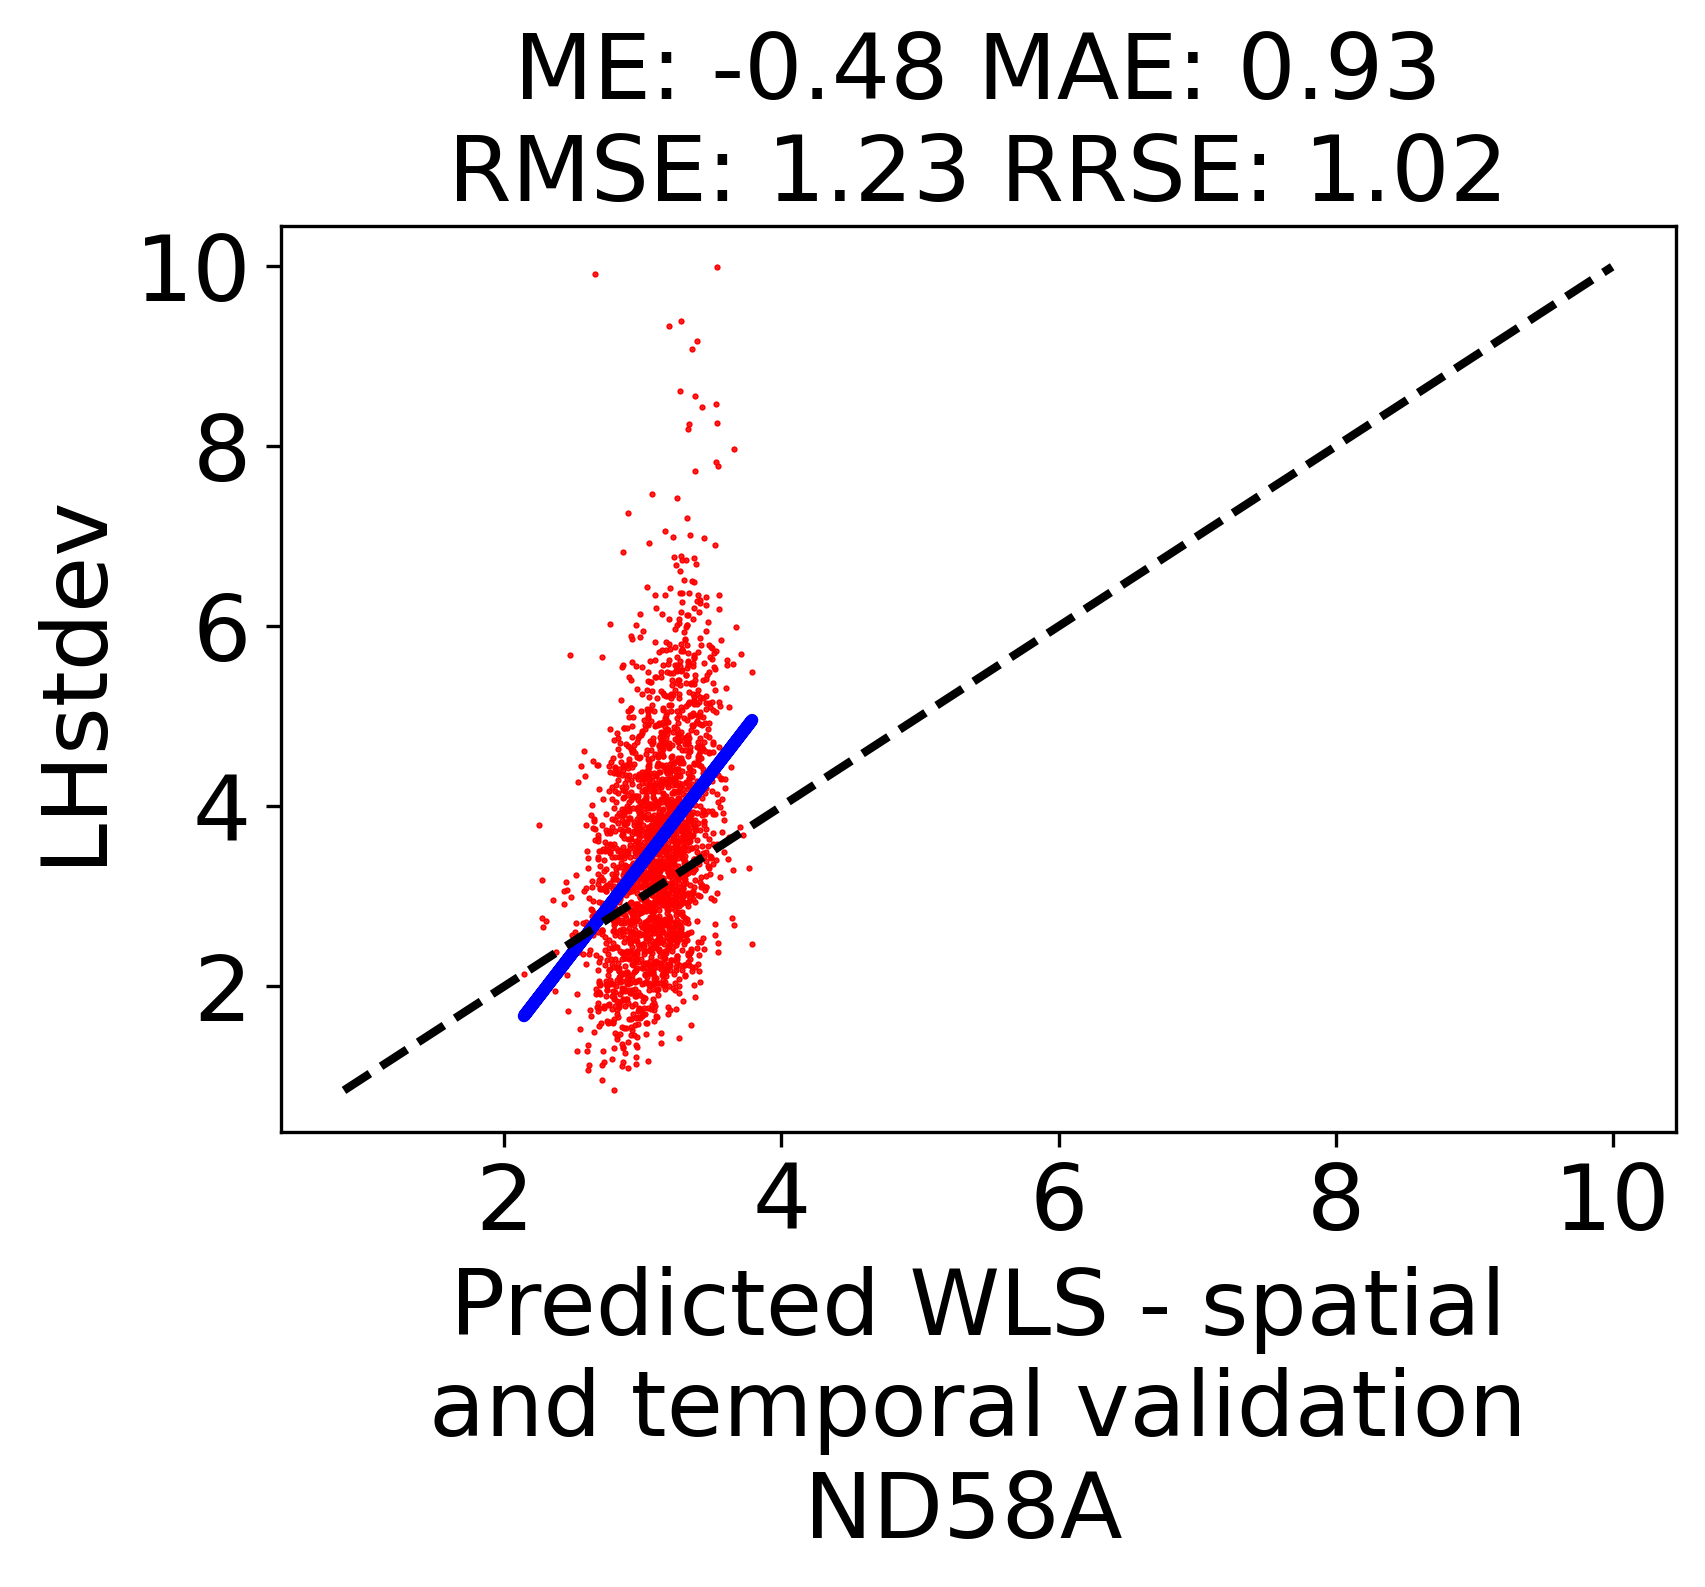 ME: -0.48 MAE: 0.93
RMSE: 1.23 RRSE: 1.02
10
8
6
4
2
LHstdev
2 4 6 8 10
Predicted WLS - spatial
and temporal validation
ND58A